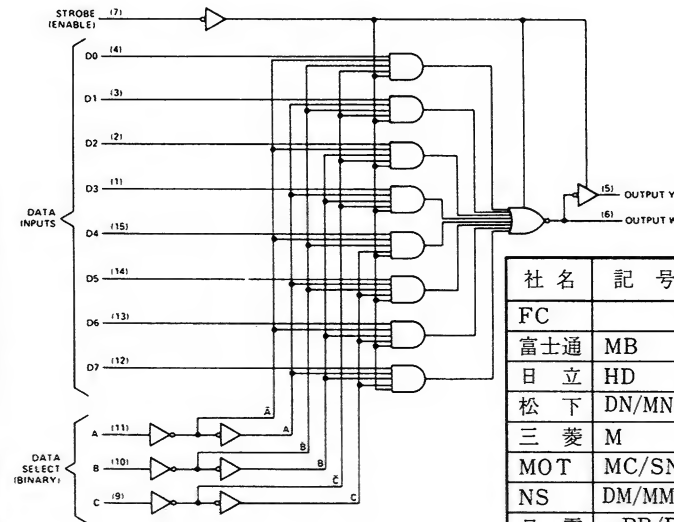 STROBE (7)
(ENABLE)
D0 (4)
D1 (3)
D2 (2)
D3 (1)
DATA
INPUTS
D4 (15)
D5 (14)
D6 (13)
D7 (12)
(5) OUTPUT Y
(6) OUTPUT W
Ā
A (11) A
B̄
DATA
SELECT
(BINARY)
B (10) B
C̄
C (9) C
社名 記号
FC
富士通 MB
日立 HD
松下 DN/MN
三菱 M
MOT MC/SN
NS DM/MM